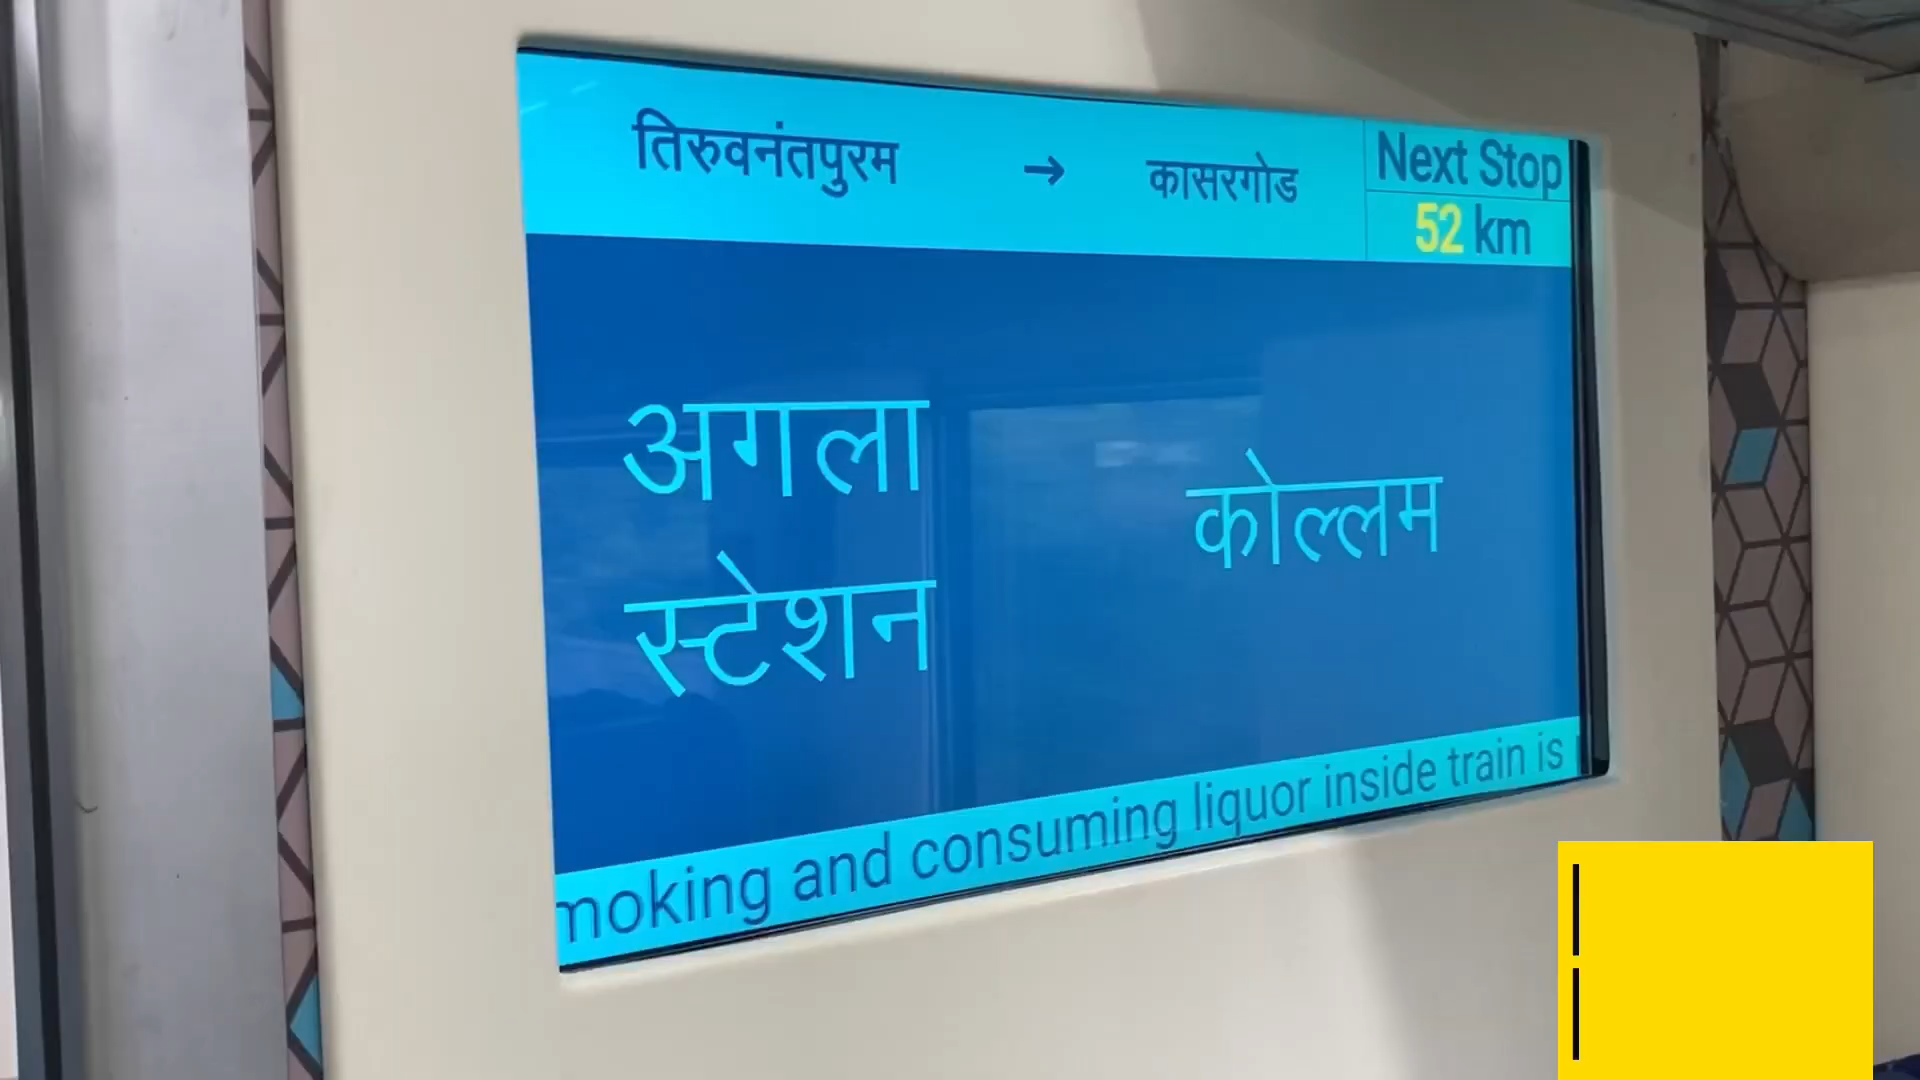 तिरुवनंतपुरम → कासरगोड
Next Stop
52 km
अगला
स्टेशन
कोल्लम
moking and consuming liquor inside train is